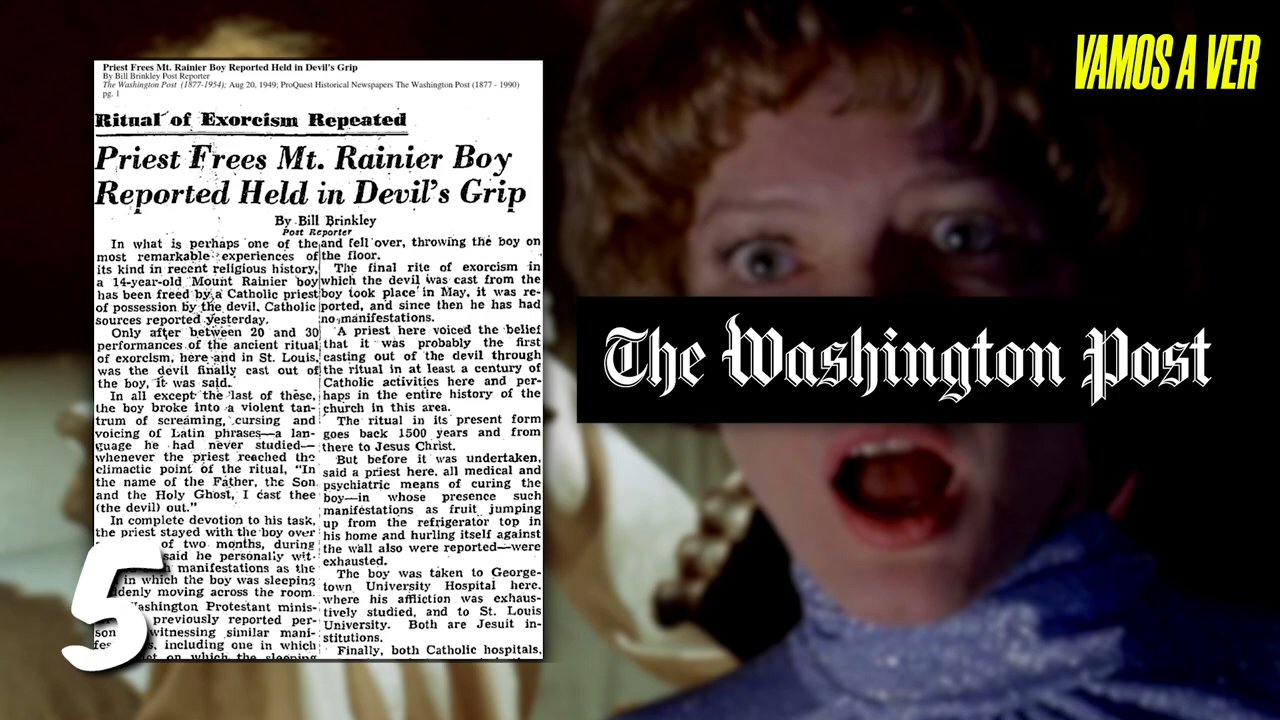 VAMOS A VER
Priest Frees Mt. Rainier Boy Reported Held in Devil's Grip
By Bill Brinkley Post Reporter
The Washington Post (1877-1954); Aug 20, 1949; ProQuest Historical Newspapers The Washington Post (1877 - 1990)
pg. 1
Ritual of Exorcism Repeated
Priest Frees Mt. Rainier Boy
Reported Held in Devil's Grip
By Bill Brinkley
Post Reporter
In what is perhaps one of the
most remarkable experiences of
its kind in recent religious history,
a 14-year-old Mount Rainier boy
has been freed by a Catholic priest
of possession by the devil, Catholic
sources reported yesterday.
Only after between 20 and 30
performances of the ancient ritual
of exorcism, here and in St. Louis,
was the devil finally cast out of
the boy, it was said.
In all except the last of these,
the boy broke into a violent tan-
trum of screaming, cursing and
voicing of Latin phrases—a lan-
guage he had never studied—
whenever the priest reached the
climactic point of the ritual, "In
the name of the Father, the Son
and the Holy Ghost, I cast thee
(the devil) out."
In complete devotion to his task,
the priest stayed with the boy over
of two months, during
said he personally wit-
manifestations as the
in which the boy was sleeping
ddenly moving across the room.
ashington Protestant minis-
previously reported per-
son witnessing similar mani-
fes s, including one in which
et on which the sleeping
and fell over, throwing the boy on
the floor.
The final rite of exorcism in
which the devil was cast from the
boy took place in May, it was re-
ported, and since then he has had
no manifestations.
A priest here voiced the belief
that it was probably the first
casting out of the devil through
the ritual in at least a century of
Catholic activities here and per-
haps in the entire history of the
church in this area.
The ritual in its present form
goes back 1500 years and from
there to Jesus Christ.
But before it was undertaken,
said a priest here, all medical and
psychiatric means of curing the
boy—in whose presence such
manifestations as fruit jumping
up from the refrigerator top in
his home and hurling itself against
the wall also were reported—were
exhausted.
The boy was taken to George-
town University Hospital here,
where his affliction was exhaus-
tively studied, and to St. Louis
University. Both are Jesuit in-
stitutions.
Finally, both Catholic hospitals,
The Washington Post
5